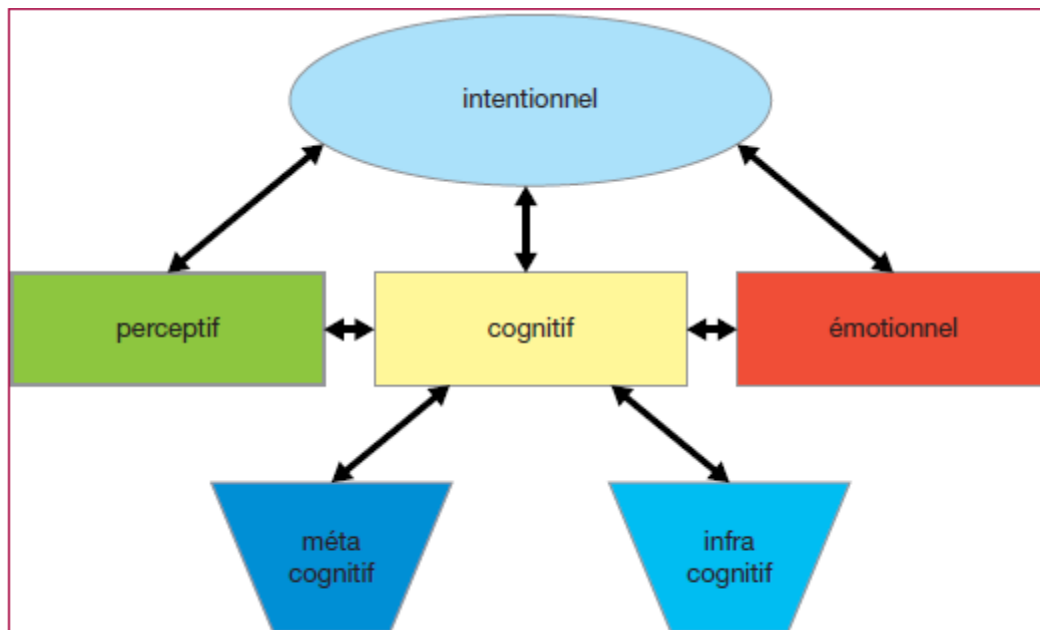 intentionnel
perceptif
cognitif
émotionnel
méta
cognitif
infra
cognitif